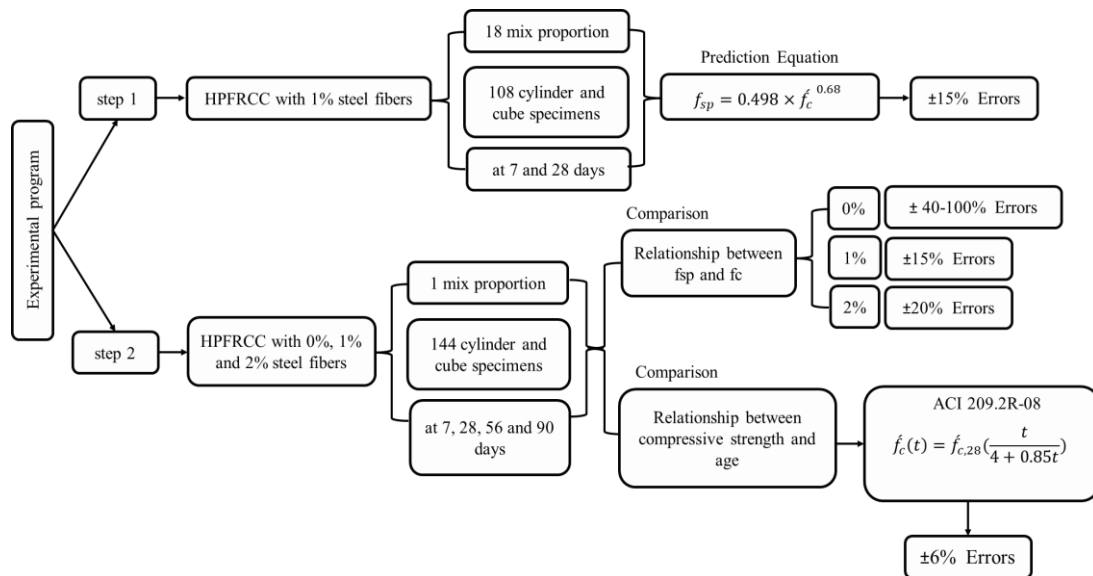 Experimental program
step 1
HPFRCC with 1% steel fibers
18 mix proportion
108 cylinder and
cube specimens
at 7 and 28 days
Prediction Equation
f_{sp} = 0.498 × f́_c^{0.68}
±15% Errors
step 2
HPFRCC with 0%, 1%
and 2% steel fibers
1 mix proportion
144 cylinder and
cube specimens
at 7, 28, 56 and 90
days
Comparison
Relationship between
fsp and fc
0%
± 40-100% Errors
1%
±15% Errors
2%
±20% Errors
Comparison
Relationship between
compressive strength and
age
ACI 209.2R-08
f́_c(t) = f́_{c,28}(t / (4 + 0.85t))
±6% Errors